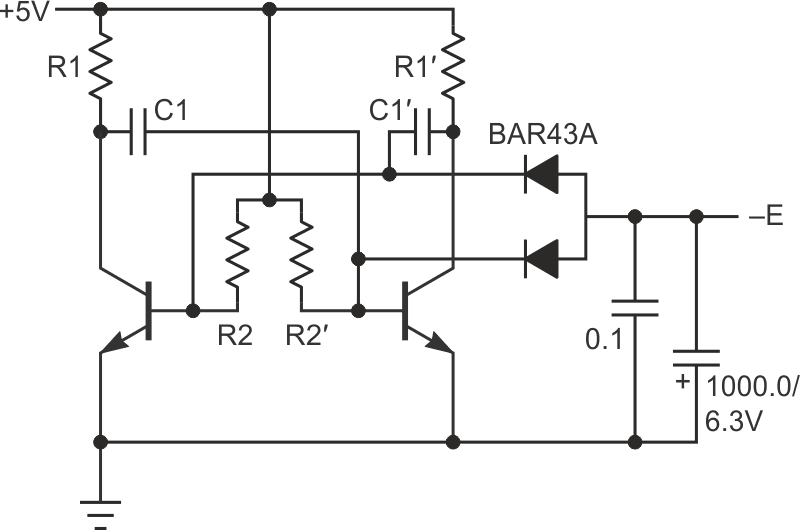 +5V
R1
R1′
C1
C1′
BAR43A
–E
R2
R2′
0.1
+
1000.0/
6.3V